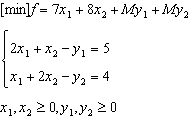 [min]f = 7x₁ + 8x₂ + My₁ + My₂
2x₁ + x₂ − y₁ = 5
x₁ + 2x₂ − y₂ = 4
x₁, x₂ ≥ 0, y₁, y₂ ≥ 0